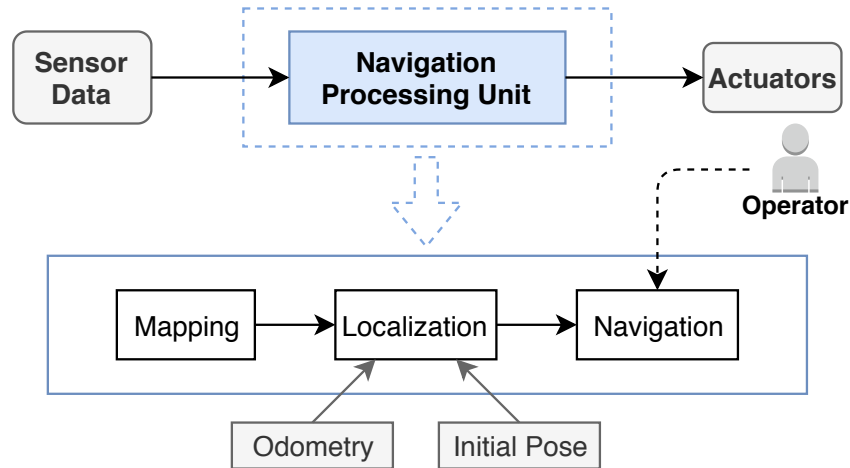 Sensor
Data
Navigation
Processing Unit
Actuators
Operator
Mapping
Localization
Navigation
Odometry
Initial Pose